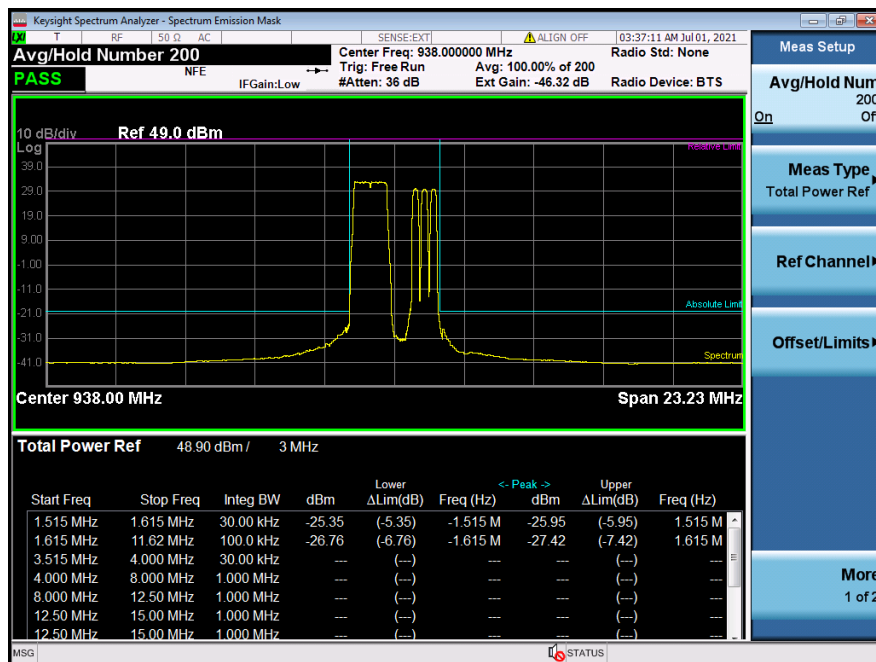 Keysight Spectrum Analyzer - Spectrum Emission Mask
LXI T RF 50 Ω AC SENSE:EXT ALIGN OFF 03:37:11 AM Jul 01, 2021
Avg/Hold Number 200
Center Freq: 938.000000 MHz Radio Std: None
NFE Trig: Free Run Avg: 100.00% of 200
PASS IFGain:Low #Atten: 36 dB Ext Gain: -46.32 dB Radio Device: BTS
10 dB/div Ref 49.0 dBm
Log
Relative Limit
39.0
29.0
19.0
9.00
-1.00
-11.0
Absolute Limit
-21.0
-31.0
Spectrum
-41.0
Center 938.00 MHz Span 23.23 MHz
Total Power Ref 48.90 dBm / 3 MHz
Lower <- Peak -> Upper
Start Freq Stop Freq Integ BW dBm ΔLim(dB) Freq (Hz) dBm ΔLim(dB) Freq (Hz)
1.515 MHz 1.615 MHz 30.00 kHz -25.35 (-5.35) -1.515 M -25.95 (-5.95) 1.515 M
1.615 MHz 11.62 MHz 100.0 kHz -26.76 (-6.76) -1.615 M -27.42 (-7.42) 1.615 M
3.515 MHz 4.000 MHz 30.00 kHz --- (---) --- --- (---) ---
4.000 MHz 8.000 MHz 1.000 MHz --- (---) --- --- (---) ---
8.000 MHz 12.50 MHz 1.000 MHz --- (---) --- --- (---) ---
12.50 MHz 15.00 MHz 1.000 MHz --- (---) --- --- (---) ---
12.50 MHz 15.00 MHz 1.000 MHz --- (---) --- --- (---) ---
MSG STATUS
Meas Setup
Avg/Hold Num
200
On Of
Meas Type
Total Power Ref
Ref Channel
Offset/Limits
More
1 of 2